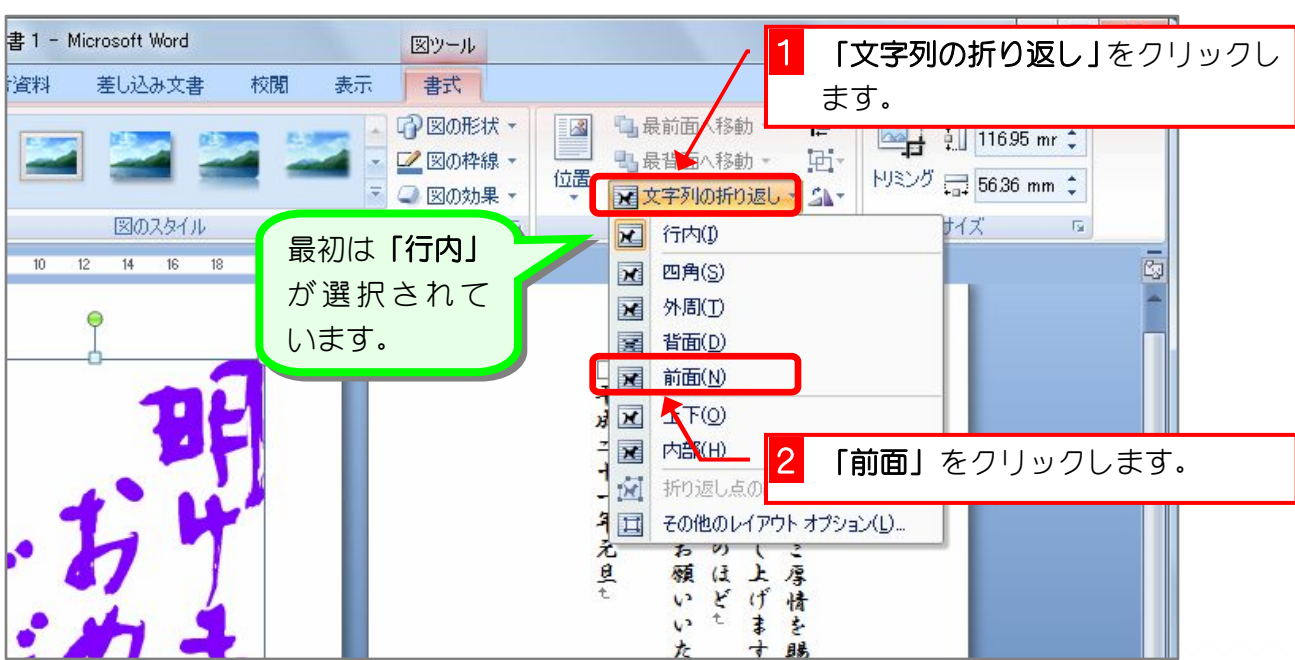 書 1 - Microsoft Word
図ツール
資料
差し込み文書
校閲
表示
書式
1 「文字列の折り返し」をクリックし
ます。
図の形状
図の枠線
図の効果
図のスタイル
位置
最前面へ移動
最背面へ移動
文字列の折り返し
トリミング
116.95 mr
56.36 mm
イズ
10 12 14 16 18
最初は「行内」
が選択されて
います。
行内(I)
四角(S)
外周(T)
背面(D)
前面(N)
上下(O)
内部(H)
折り返し点の
その他のレイアウト オプション(L)...
2 「前面」をクリックします。
ご厚情を賜
し上げます
のほど
お願いいた
年元旦
明けま
おめ